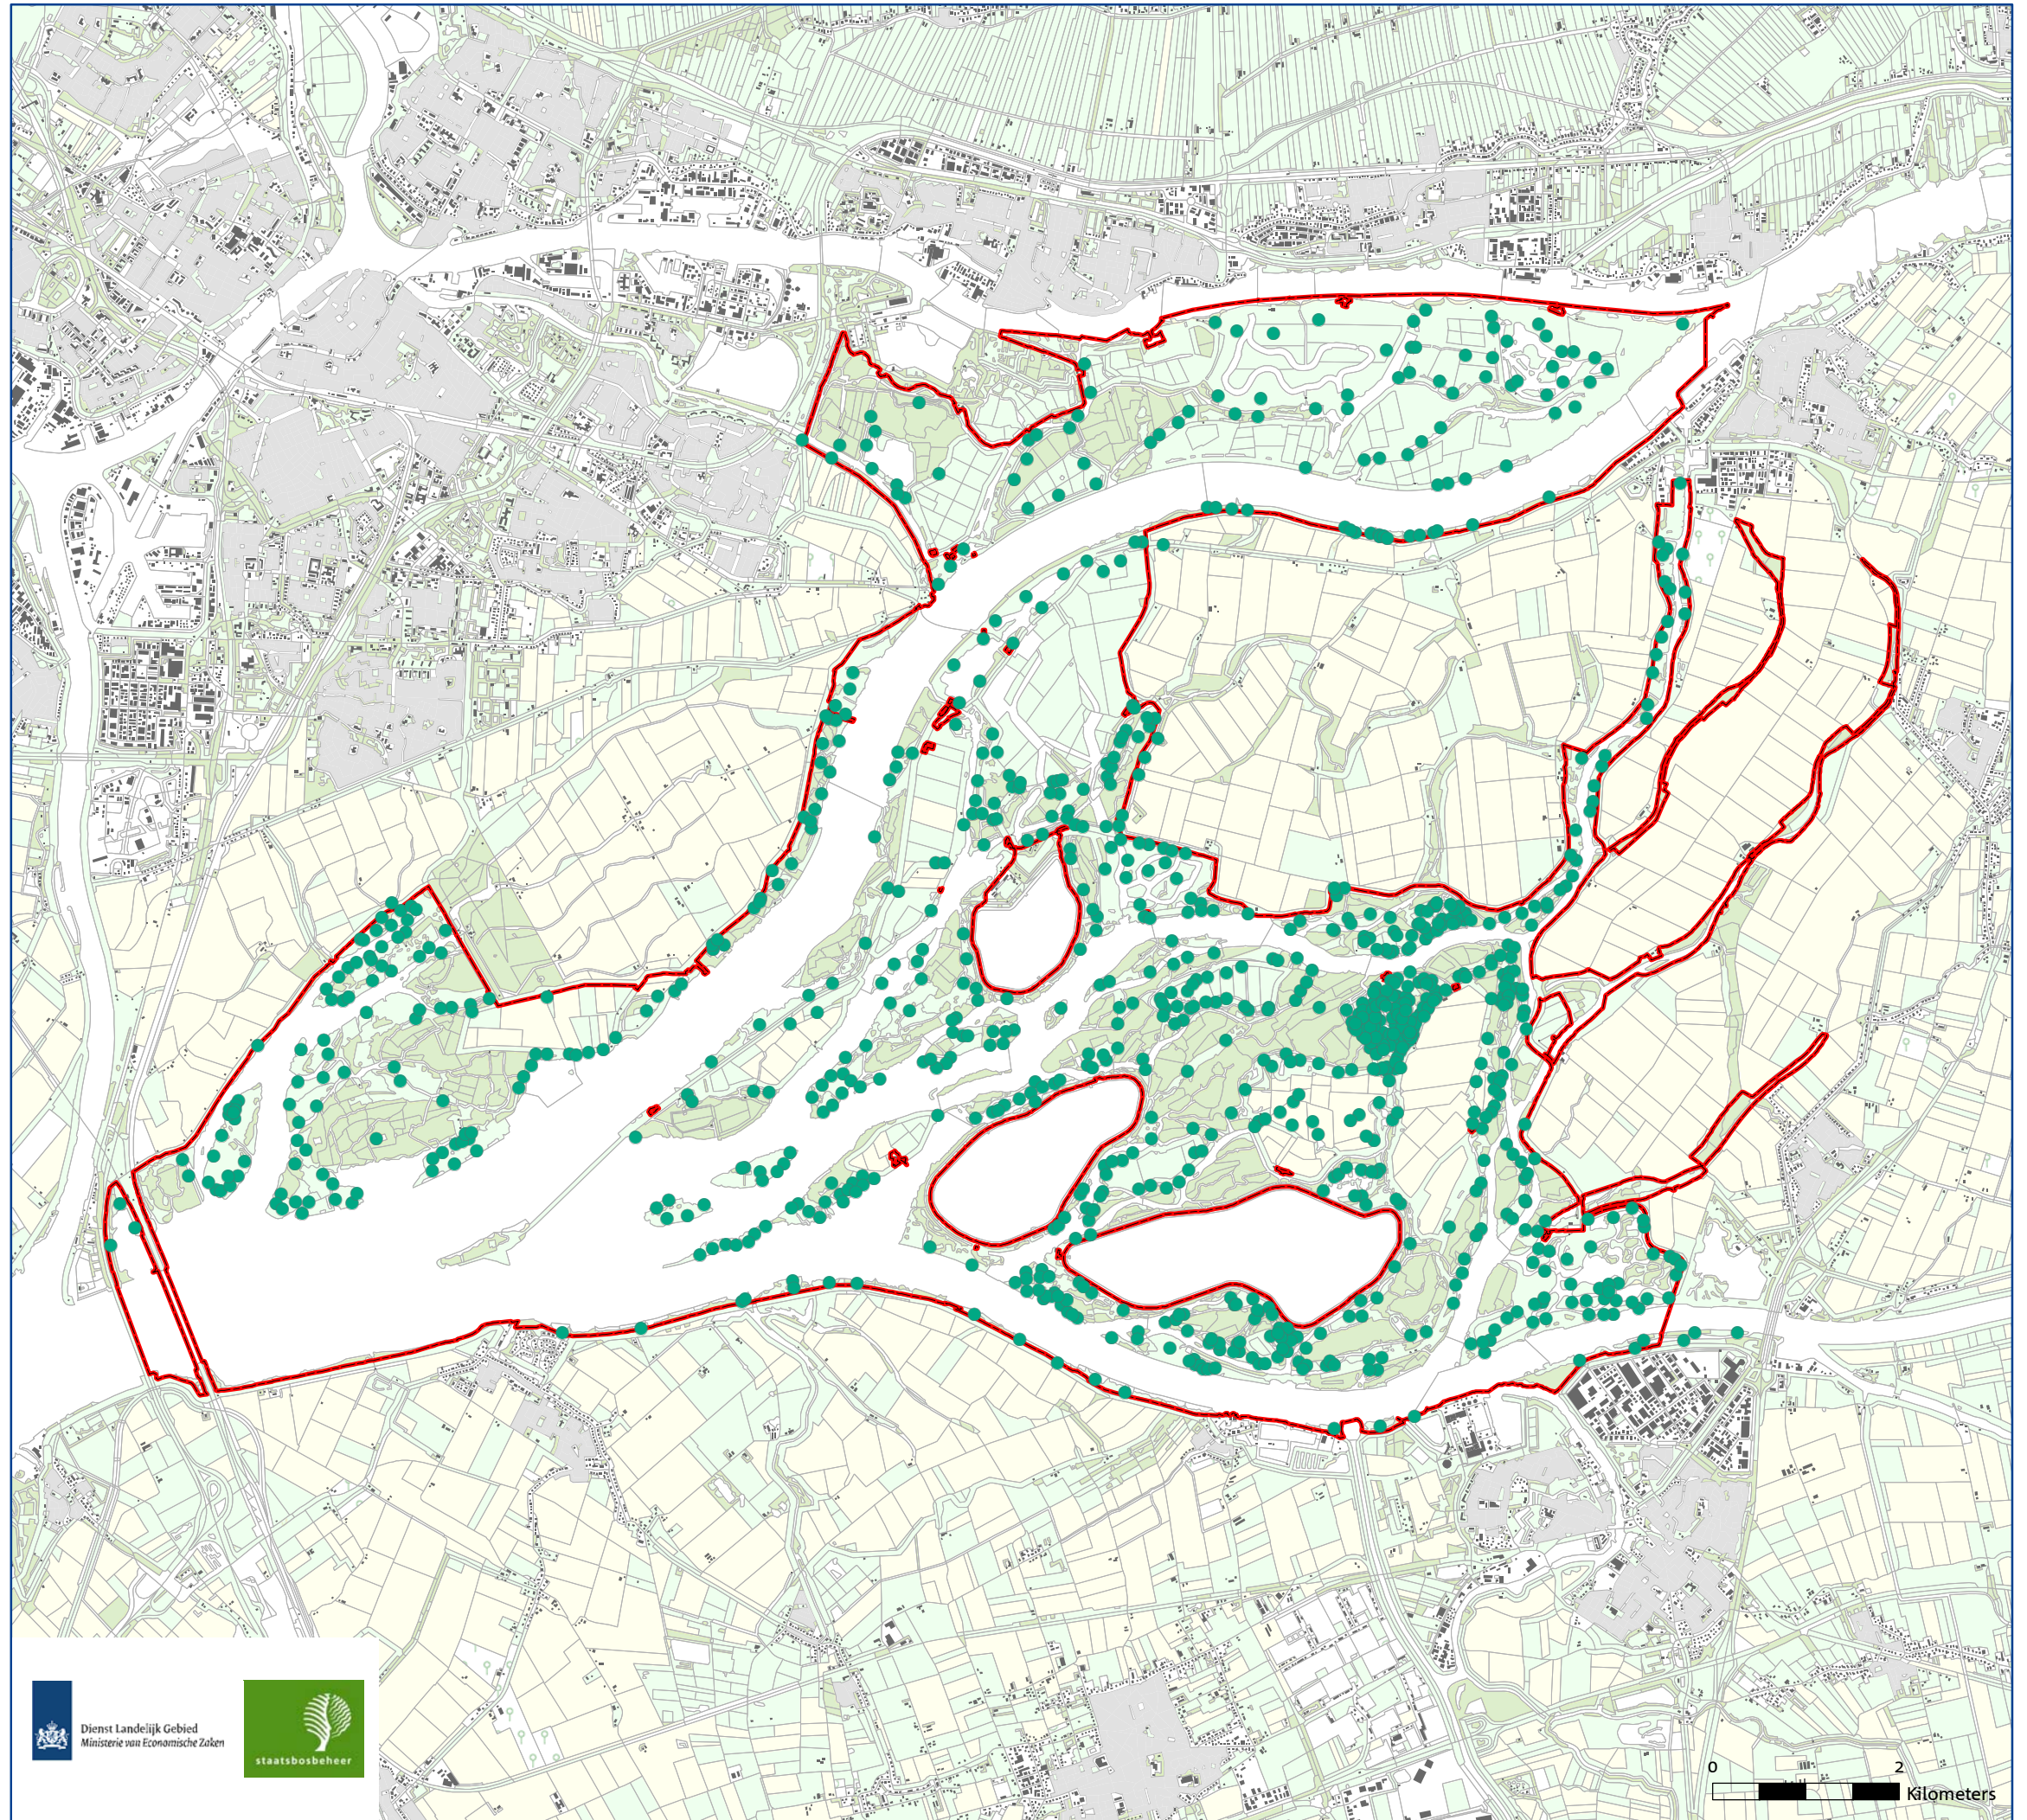 Dienst Landelijk Gebied
Ministerie van Economische Zaken
staatsbosbeheer
0 2
Kilometers